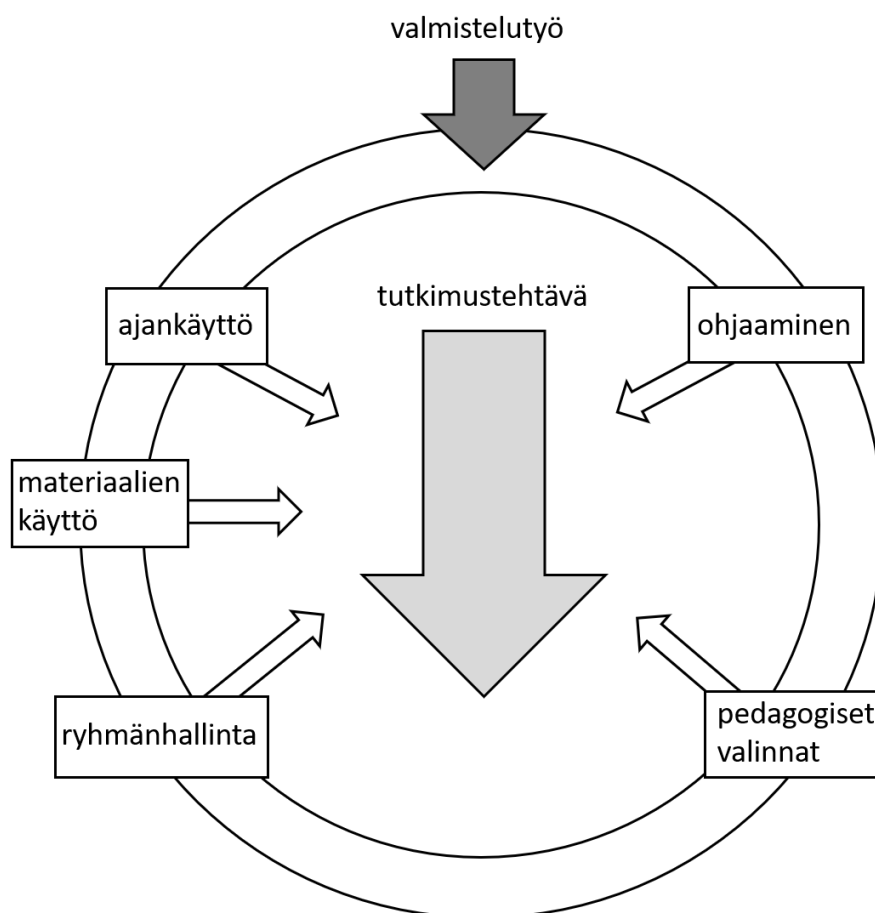 valmistelutyö
tutkimustehtävä
ajankäyttö
ohjaaminen
materiaalien
käyttö
ryhmänhallinta
pedagogiset
valinnat